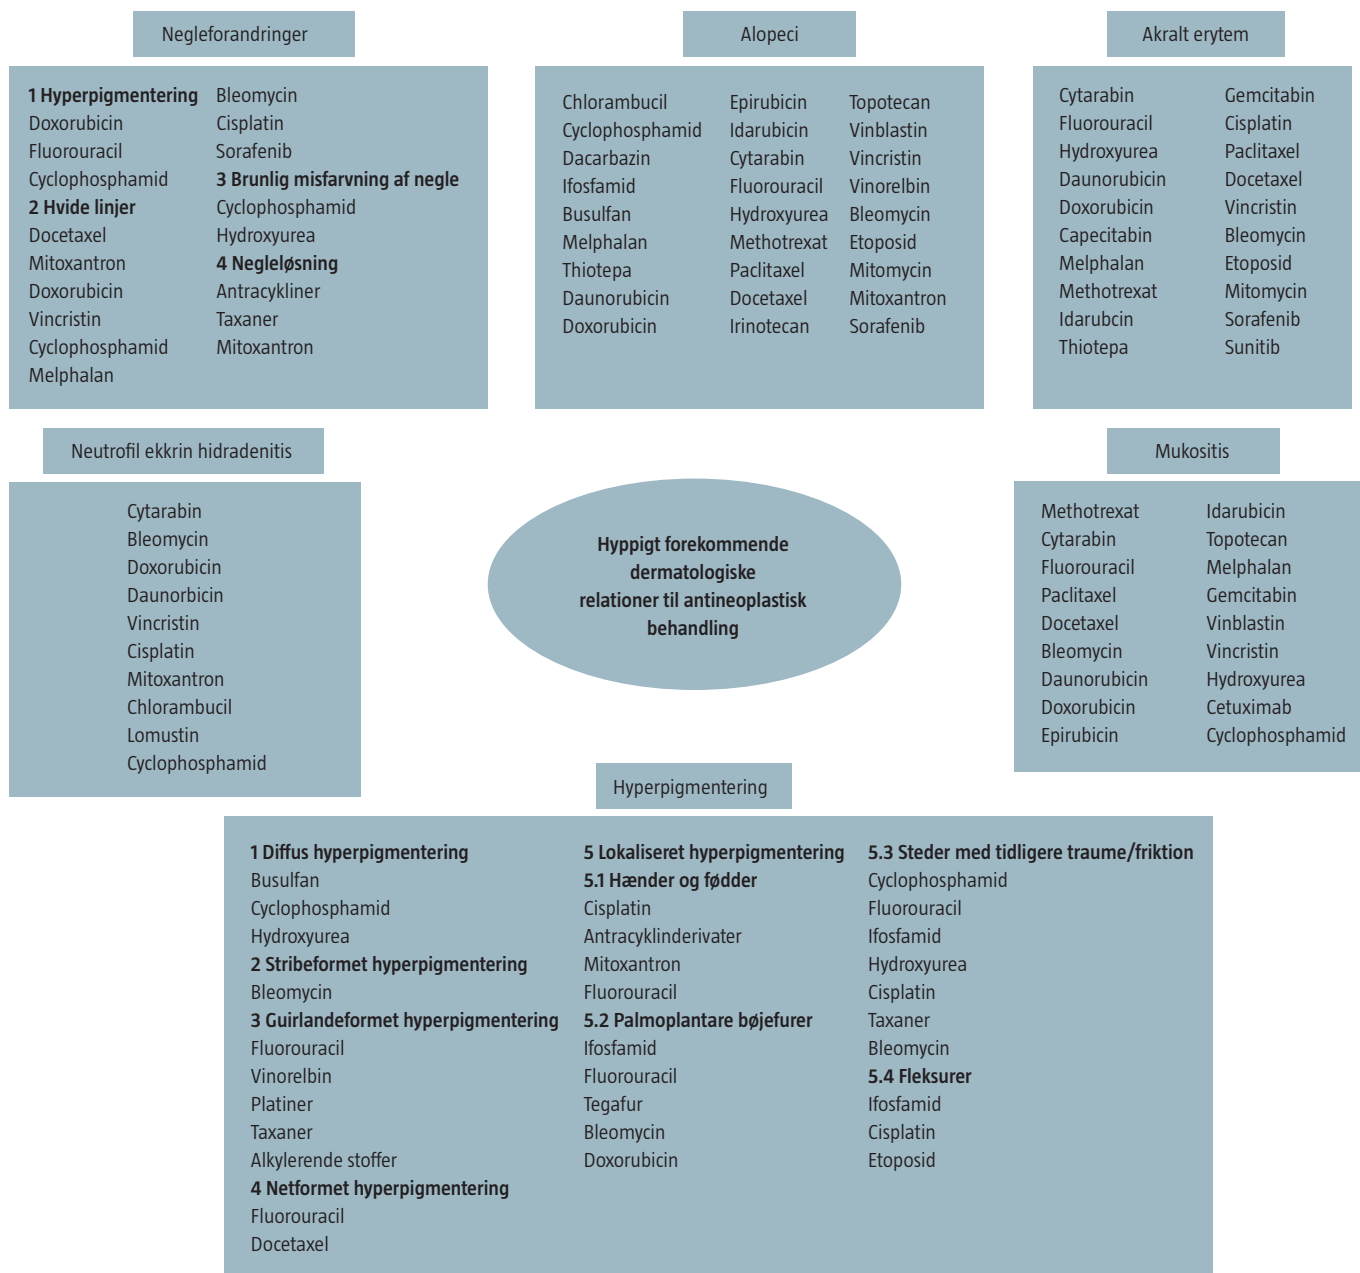 Negleforandringer
1 Hyperpigmentering
Doxorubicin
Fluorouracil
Cyclophosphamid
2 Hvide linjer
Docetaxel
Mitoxantron
Doxorubicin
Vincristin
Cyclophosphamid
Melphalan
Bleomycin
Cisplatin
Sorafenib
3 Brunlig misfarvning af negle
Cyclophosphamid
Hydroxyurea
4 Negleløsning
Antracykliner
Taxaner
Mitoxantron
Alopeci
Chlorambucil
Cyclophosphamid
Dacarbazin
Ifosfamid
Busulfan
Melphalan
Thiotepa
Daunorubicin
Doxorubicin
Epirubicin
Idarubicin
Cytarabin
Fluorouracil
Hydroxyurea
Methotrexat
Paclitaxel
Docetaxel
Irinotecan
Topotecan
Vinblastin
Vincristin
Vinorelbin
Bleomycin
Etoposid
Mitomycin
Mitoxantron
Sorafenib
Akralt erytem
Cytarabin
Fluorouracil
Hydroxyurea
Daunorubicin
Doxorubicin
Capecitabin
Melphalan
Methotrexat
Idarubcin
Thiotepa
Gemcitabin
Cisplatin
Paclitaxel
Docetaxel
Vincristin
Bleomycin
Etoposid
Mitomycin
Sorafenib
Sunitib
Neutrofil ekkrin hidradenitis
Cytarabin
Bleomycin
Doxorubicin
Daunorbicin
Vincristin
Cisplatin
Mitoxantron
Chlorambucil
Lomustin
Cyclophosphamid
Hyppigt forekommende
dermatologiske
relationer til antineoplastisk
behandling
Mukositis
Methotrexat
Cytarabin
Fluorouracil
Paclitaxel
Docetaxel
Bleomycin
Daunorubicin
Doxorubicin
Epirubicin
Idarubicin
Topotecan
Melphalan
Gemcitabin
Vinblastin
Vincristin
Hydroxyurea
Cetuximab
Cyclophosphamid
Hyperpigmentering
1 Diffus hyperpigmentering
Busulfan
Cyclophosphamid
Hydroxyurea
2 Stribeformet hyperpigmentering
Bleomycin
3 Guirlandeformet hyperpigmentering
Fluorouracil
Vinorelbin
Platiner
Taxaner
Alkylerende stoffer
4 Netformet hyperpigmentering
Fluorouracil
Docetaxel
5 Lokaliseret hyperpigmentering
5.1 Hænder og fødder
Cisplatin
Antracyklinderivater
Mitoxantron
Fluorouracil
5.2 Palmoplantare bøjefurer
Ifosfamid
Fluorouracil
Tegafur
Bleomycin
Doxorubicin
5.3 Steder med tidligere traume/friktion
Cyclophosphamid
Fluorouracil
Ifosfamid
Hydroxyurea
Cisplatin
Taxaner
Bleomycin
5.4 Fleksurer
Ifosfamid
Cisplatin
Etoposid